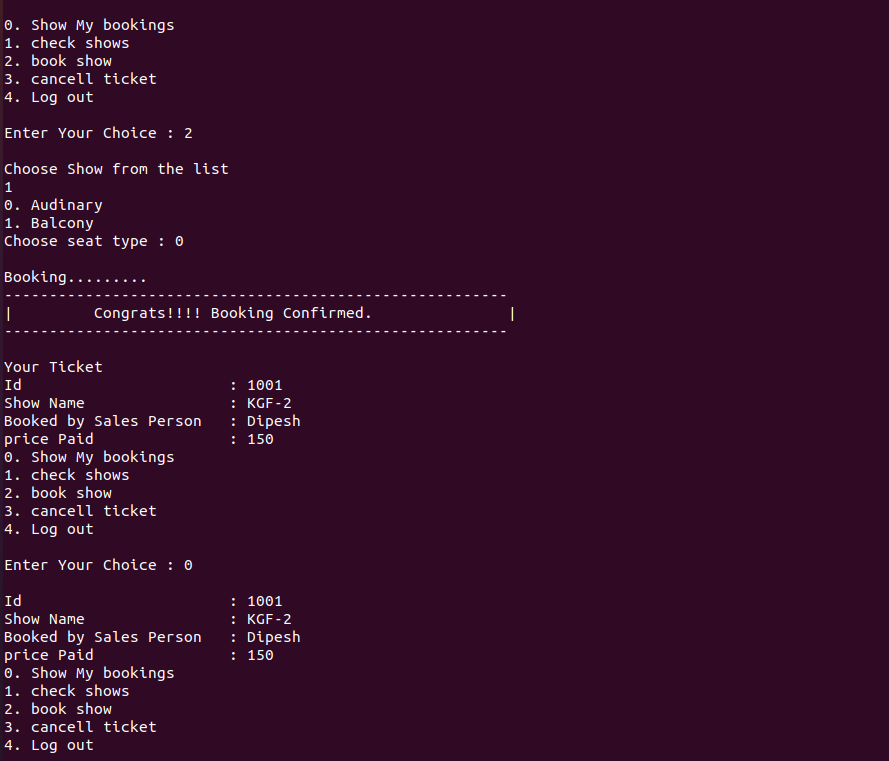 0. Show My bookings
1. check shows
2. book show
3. cancell ticket
4. Log out
Enter Your Choice : 2
Choose Show from the list
1
0. Audinary
1. Balcony
Choose seat type : 0
Booking.........
--------------------------------------------------------
|         Congrats!!!! Booking Confirmed.               |
--------------------------------------------------------
Your Ticket
Id                       : 1001
Show Name                : KGF-2
Booked by Sales Person   : Dipesh
price Paid               : 150
0. Show My bookings
1. check shows
2. book show
3. cancell ticket
4. Log out
Enter Your Choice : 0
Id                       : 1001
Show Name                : KGF-2
Booked by Sales Person   : Dipesh
price Paid               : 150
0. Show My bookings
1. check shows
2. book show
3. cancell ticket
4. Log out